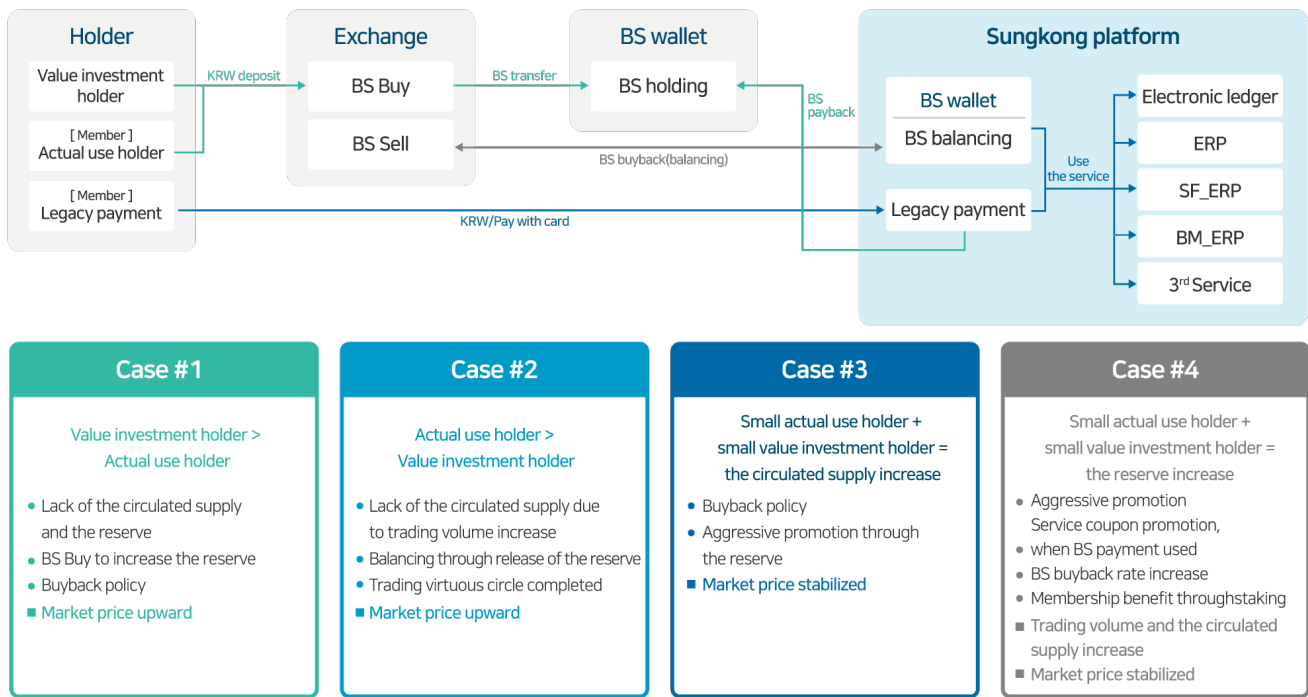 Holder
Value investment
holder
[ Member ]
Actual use holder
[ Member ]
Legacy payment
KRW deposit
Exchange
BS Buy
BS Sell
BS transfer
BS wallet
BS holding
BS
payback
BS buyback(balancing)
KRW/Pay with card
Sungkong platform
BS wallet
BS balancing
Legacy payment
Use
the service
Electronic ledger
ERP
SF_ERP
BM_ERP
3rd Service
Case #1
Value investment holder >
Actual use holder
• Lack of the circulated supply
and the reserve
• BS Buy to increase the reserve
• Buyback policy
■ Market price upward
Case #2
Actual use holder >
Value investment holder
• Lack of the circulated supply due
to trading volume increase
• Balancing through release of the reserve
• Trading virtuous circle completed
■ Market price upward
Case #3
Small actual use holder +
small value investment holder =
the circulated supply increase
• Buyback policy
• Aggressive promotion through
the reserve
■ Market price stabilized
Case #4
Small actual use holder +
small value investment holder =
the reserve increase
• Aggressive promotion
Service coupon promotion,
• when BS payment used
• BS buyback rate increase
• Membership benefit throughstaking
■ Trading volume and the circulated
supply increase
■ Market price stabilized